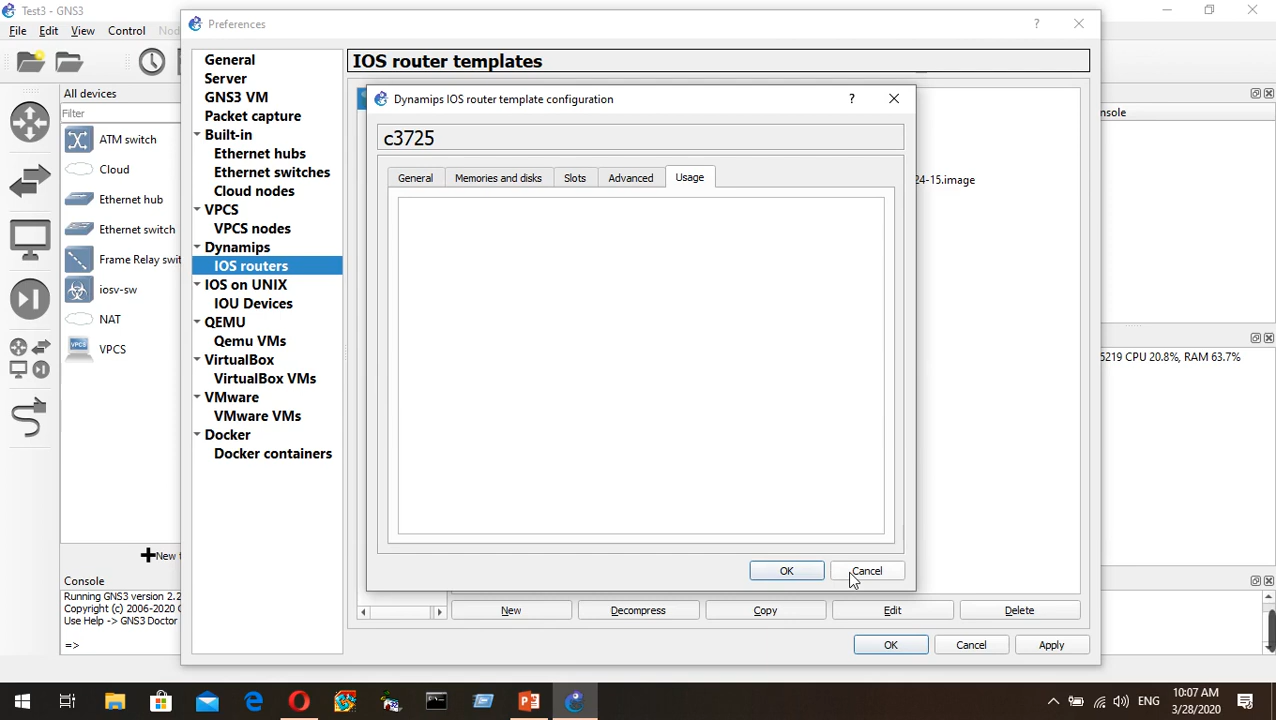 Test3 - GNS3
File Edit View Control Nod
All devices
Filter
ATM switch
Cloud
Ethernet hub
Ethernet switch
Frame Relay swit
iosv-sw
NAT
VPCS
New t
Console
Running GNS3 version 2.2
Copyright (c) 2006-2020 G
Use Help -> GNS3 Doctor
=>
Preferences
General
Server
GNS3 VM
Packet capture
Built-in
Ethernet hubs
Ethernet switches
Cloud nodes
VPCS
VPCS nodes
Dynamips
IOS routers
IOS on UNIX
IOU Devices
QEMU
Qemu VMs
VirtualBox
VirtualBox VMs
VMware
VMware VMs
Docker
Docker containers
IOS router templates
Dynamips IOS router template configuration
c3725
General Memories and disks Slots Advanced Usage
OK Cancel
24-15.image
New Decompress Copy Edit Delete
OK Cancel Apply
nsole
5219 CPU 20.8%, RAM 63.7%
ENG
10:07 AM
3/28/2020